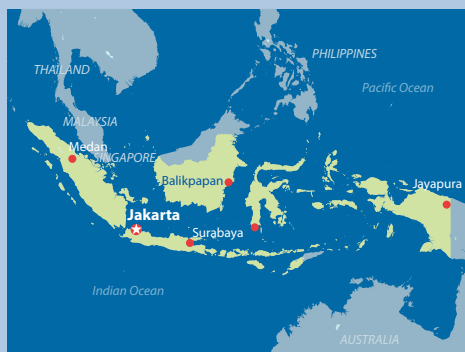 PHILIPPINES
THAILAND
Pacific Ocean
MALAYSIA
Medan
SINGAPORE
Balikpapan
Jayapura
Jakarta
Surabaya
Indian Ocean
AUSTRALIA